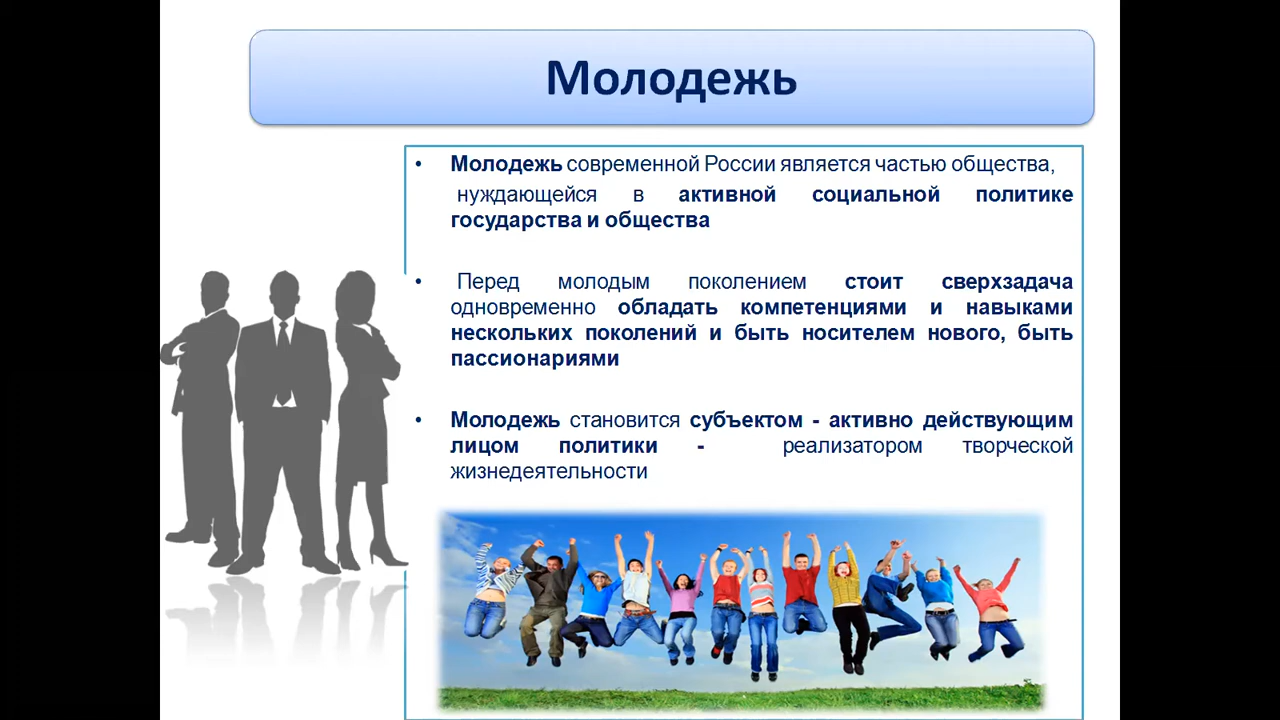 Молодежь
• Молодежь современной России является частью общества,
нуждающейся в активной социальной политике
государства и общества
• Перед молодым поколением стоит сверхзадача
одновременно обладать компетенциями и навыками
нескольких поколений и быть носителем нового, быть
пассионариями
• Молодежь становится субъектом - активно действующим
лицом политики - реализатором творческой
жизнедеятельности